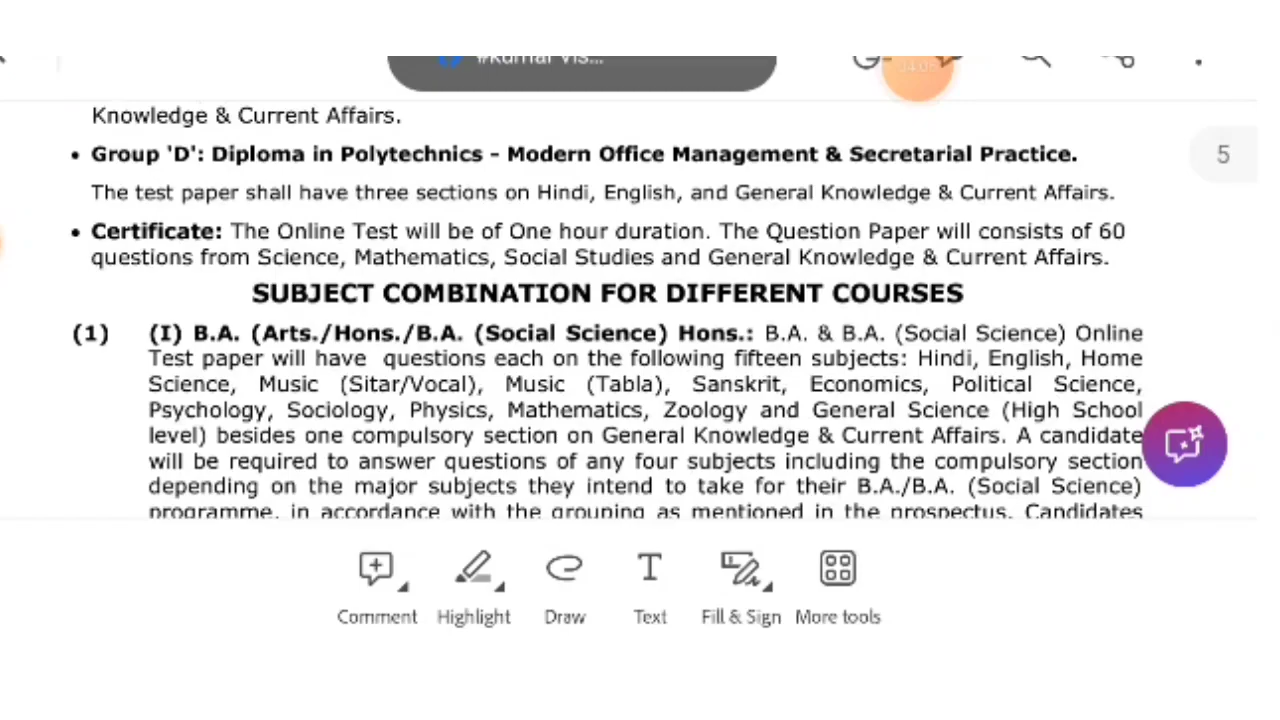 #Kumar Vis...
04:06
Knowledge & Current Affairs.
• Group 'D': Diploma in Polytechnics - Modern Office Management & Secretarial Practice.
5
The test paper shall have three sections on Hindi, English, and General Knowledge & Current Affairs.
• Certificate: The Online Test will be of One hour duration. The Question Paper will consists of 60
questions from Science, Mathematics, Social Studies and General Knowledge & Current Affairs.
SUBJECT COMBINATION FOR DIFFERENT COURSES
(1) (I) B.A. (Arts./Hons./B.A. (Social Science) Hons.: B.A. & B.A. (Social Science) Online
Test paper will have questions each on the following fifteen subjects: Hindi, English, Home
Science, Music (Sitar/Vocal), Music (Tabla), Sanskrit, Economics, Political Science,
Psychology, Sociology, Physics, Mathematics, Zoology and General Science (High School
level) besides one compulsory section on General Knowledge & Current Affairs. A candidate
will be required to answer questions of any four subjects including the compulsory section
depending on the major subjects they intend to take for their B.A./B.A. (Social Science)
programme, in accordance with the grouping as mentioned in the prospectus. Candidates
Comment Highlight Draw Text Fill & Sign More tools